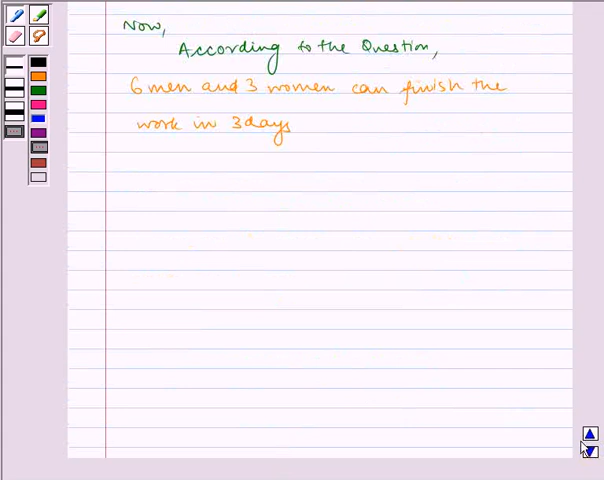 Now,
According to the Question,
6 men and 3 women can finish the
work in 3 days